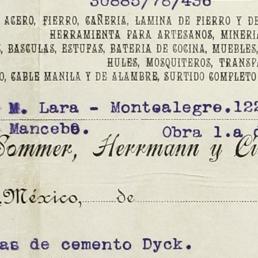 30885/78/436
ACERO, FIERRO, CAÑERIA, LAMINA DE FIERRO Y DE
HERRAMIENTA PARA ARTESANOS, MINERIA
, BASCULAS, ESTUFAS, BATERIA DE COCINA, MUEBLES,
HULES, MOSQUITEROS, TRANSP
O, CABLE MANILA Y DE ALAMBRE, SURTIDO COMPLETO
M. Lara - Montealegre.122
Mancebo. Obra 1.a d
Sommer, Herrmann y Ci
México, de
as de cemento Dyck.